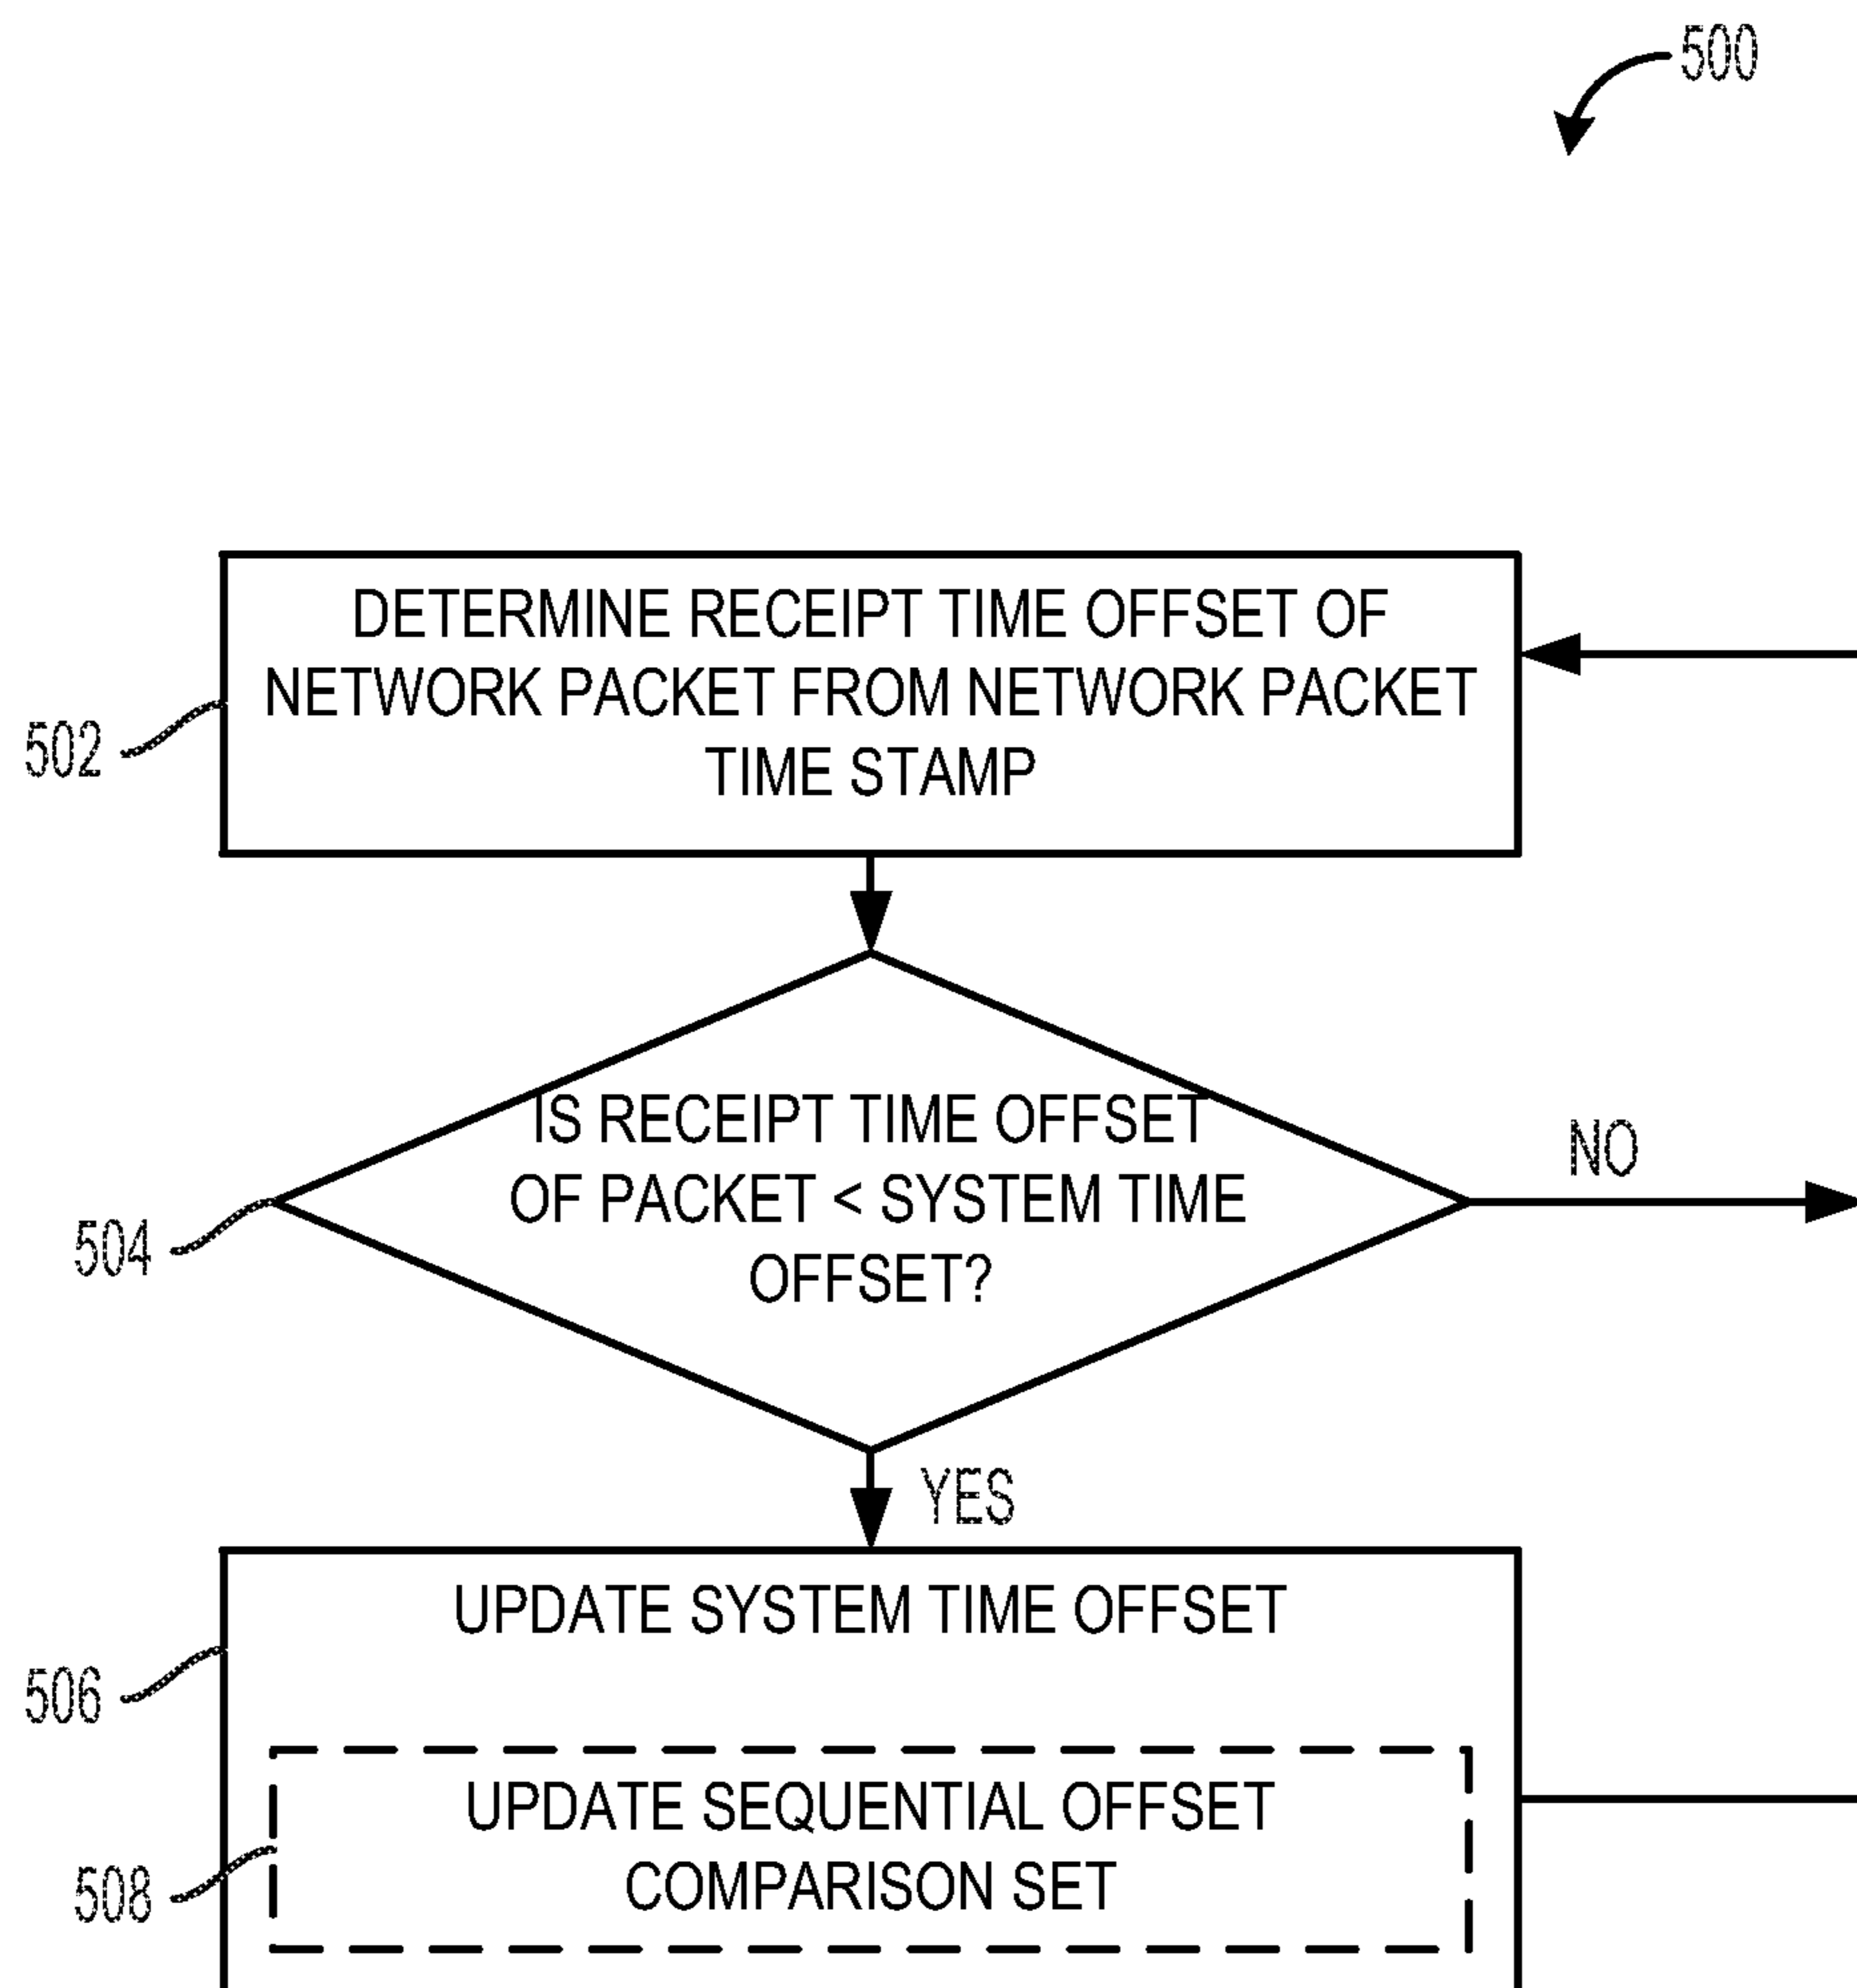 500
DETERMINE RECEIPT TIME OFFSET OF
NETWORK PACKET FROM NETWORK PACKET
TIME STAMP
502
IS RECEIPT TIME OFFSET
OF PACKET < SYSTEM TIME
OFFSET?
504
NO
YES
UPDATE SYSTEM TIME OFFSET
506
UPDATE SEQUENTIAL OFFSET
COMPARISON SET
508